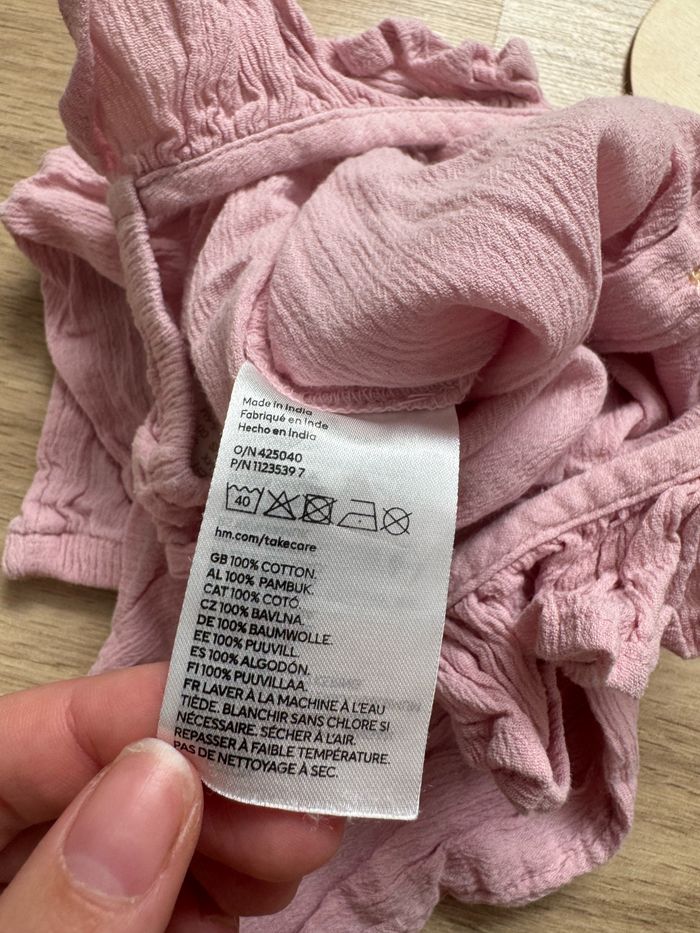 Made in India
Fabriqué en Inde
Hecho en India
O/N 425040
P/N 1123539 7
40
hm.com/takecare
GB 100% COTTON.
AL 100% PAMBUK.
CAT 100% COTÓ.
CZ 100% BAVLNA.
DE 100% BAUMWOLLE.
EE 100% PUUVILL.
ES 100% ALGODÓN.
FI 100% PUUVILLAA.
FR LAVER À LA MACHINE À L'EAU
TIÈDE. BLANCHIR SANS CHLORE SI
NÉCESSAIRE. SÉCHER À L'AIR.
REPASSER À FAIBLE TEMPÉRATURE.
PAS DE NETTOYAGE À SEC.